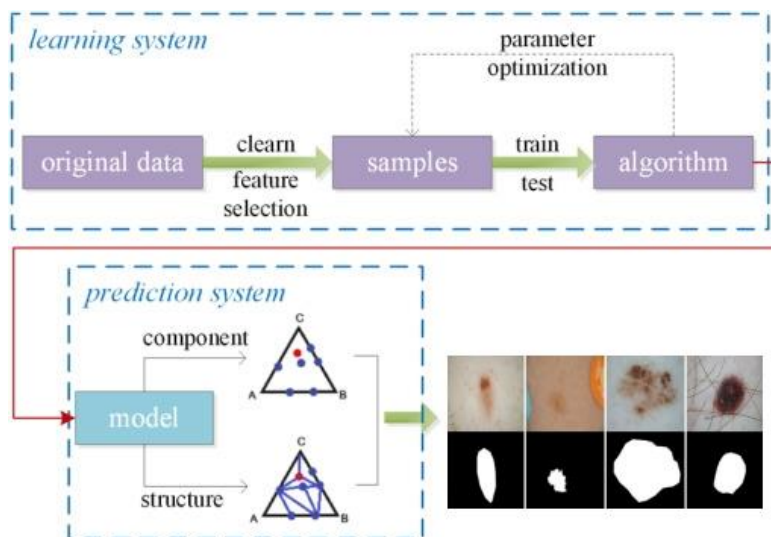 learning system
parameter
optimization
original data
clearn
feature
selection
samples
train
test
algorithm
prediction system
component
C
A
B
model
structure
C
A
B